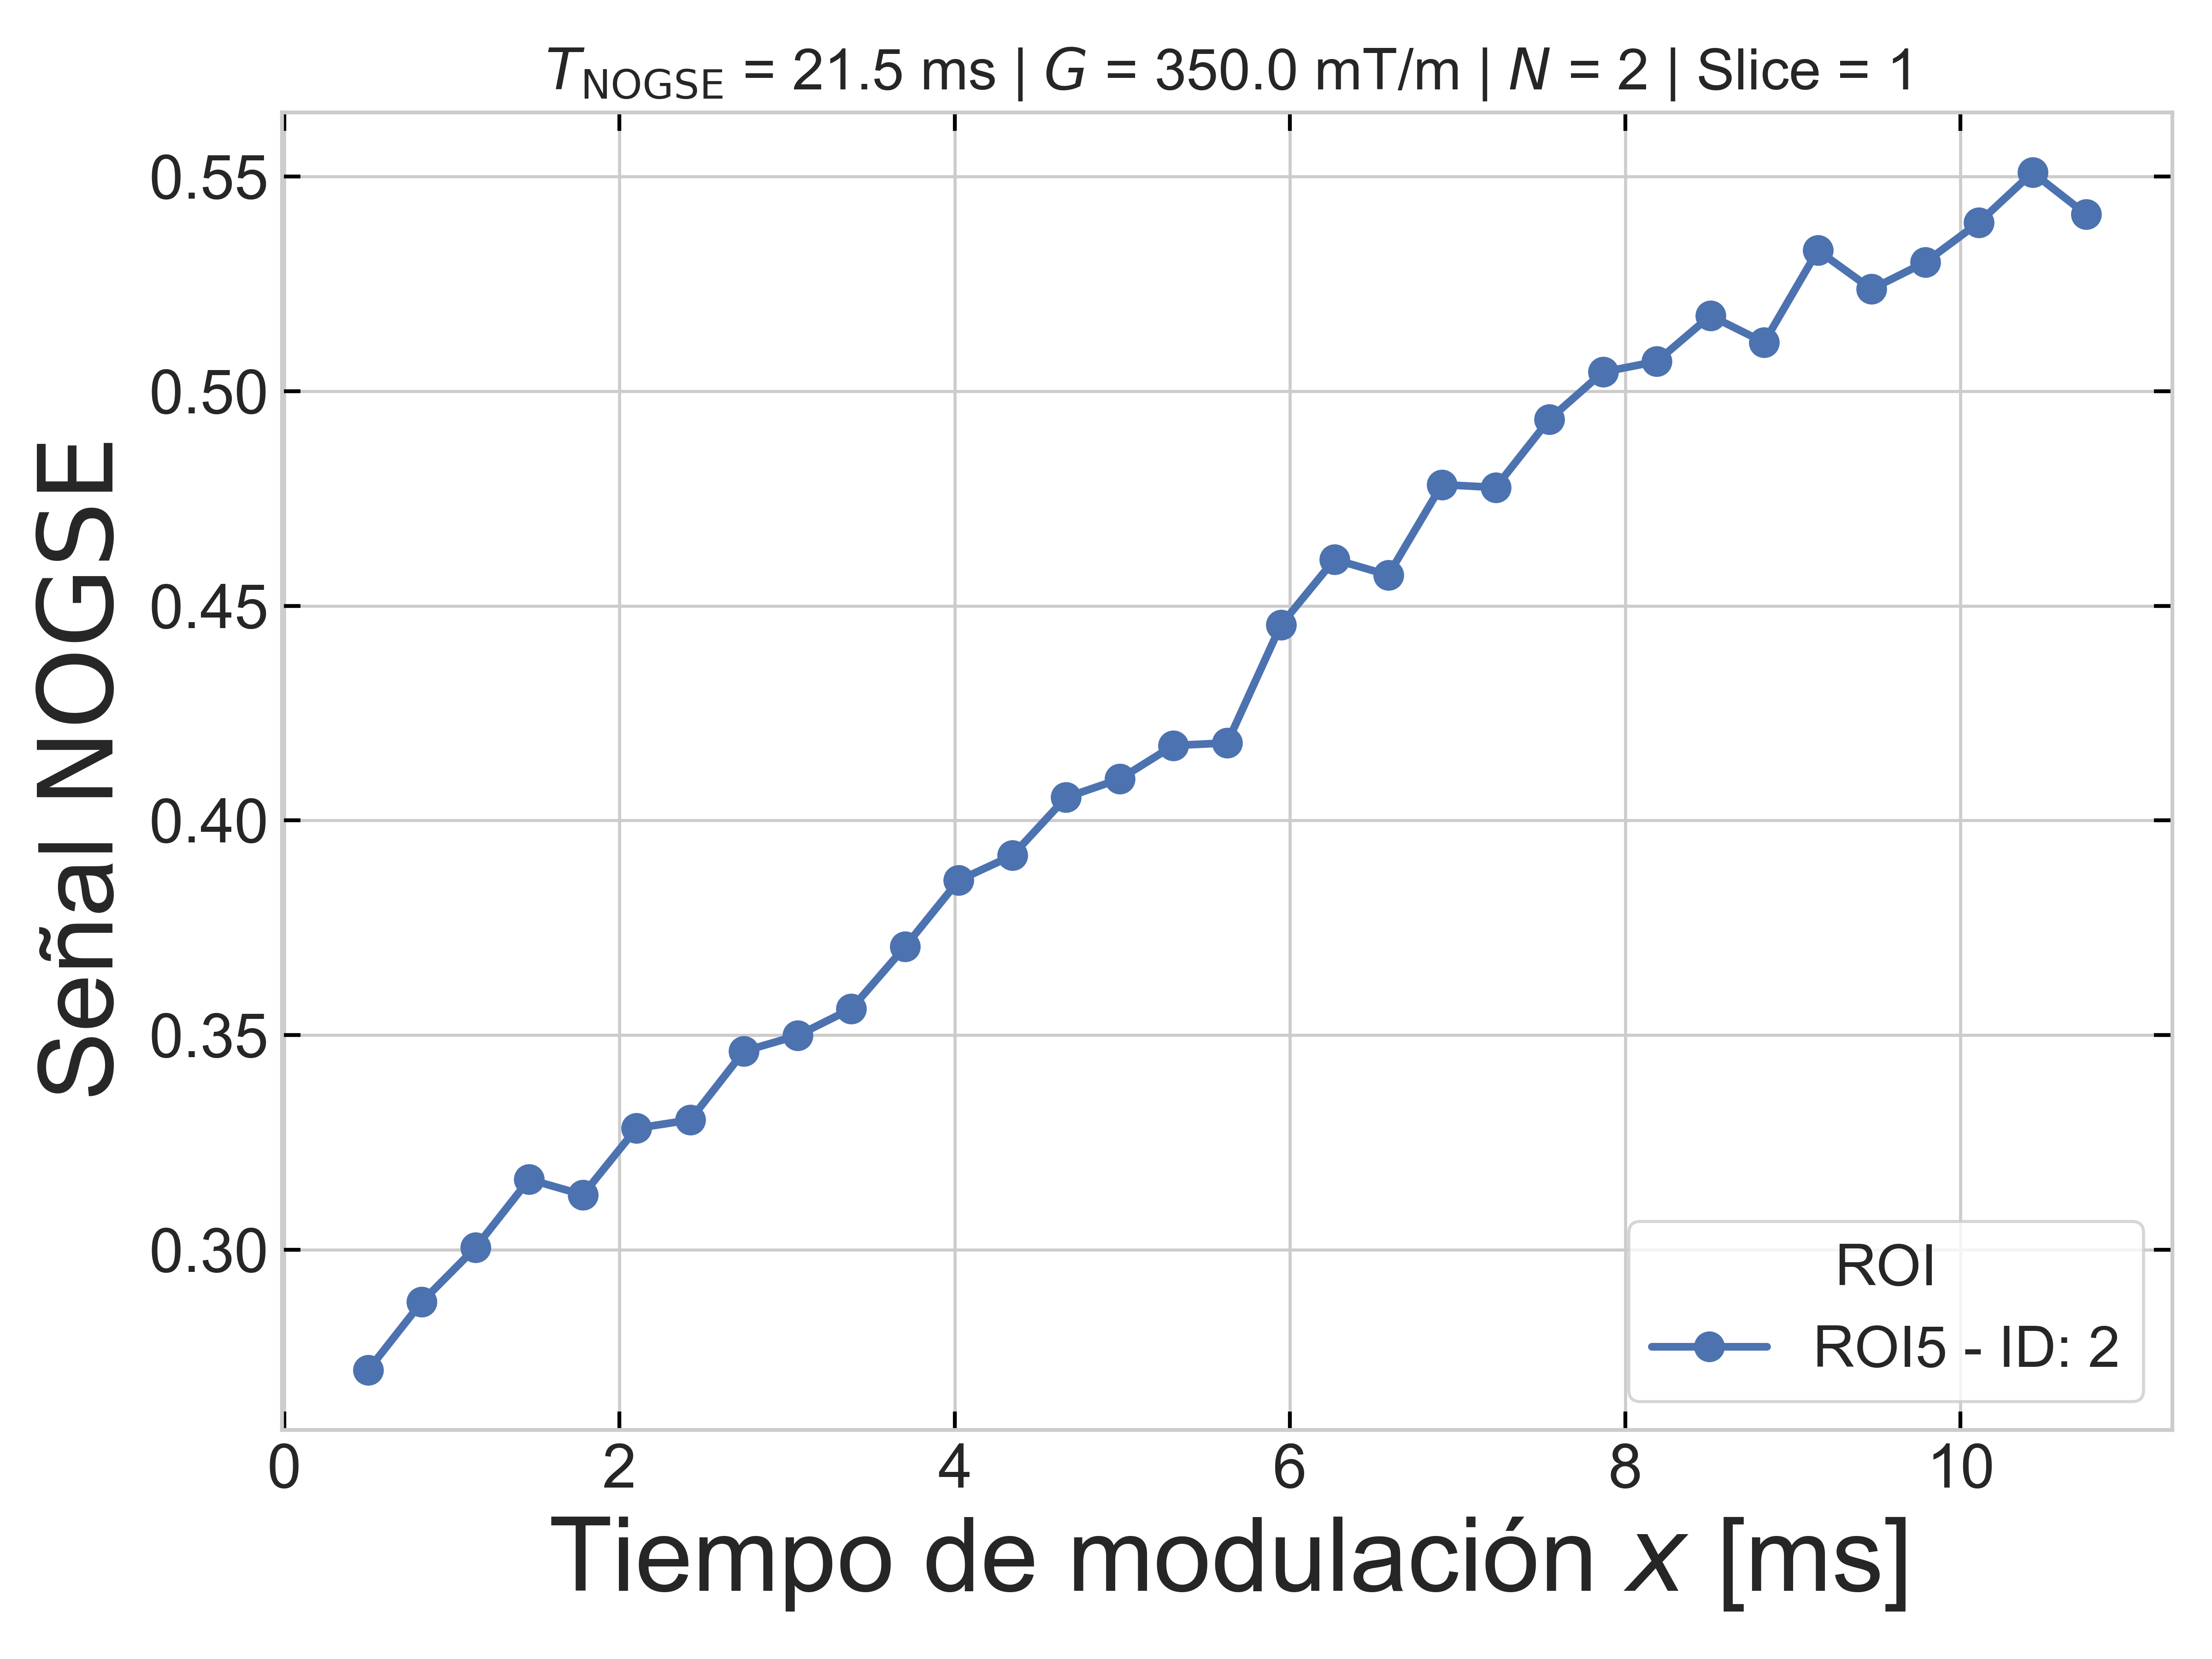 T_NOGSE = 21.5 ms | G = 350.0 mT/m | N = 2 | Slice = 1
Señal NOGSE
0.55
0.50
0.45
0.40
0.35
0.30
0 2 4 6 8 10
Tiempo de modulación x [ms]
ROI
ROI5 - ID: 2